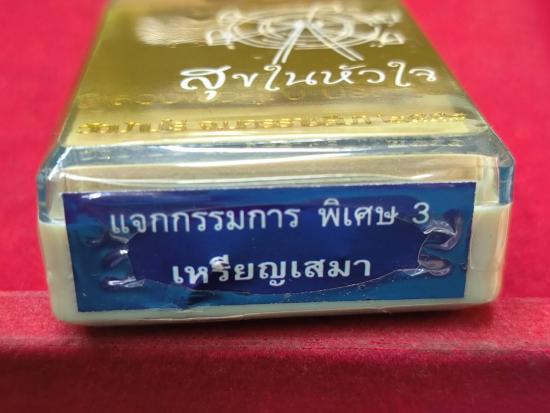 สุขในหัวใจ
แจกกรรมการ พิเศษ 3
เหรียญเสมา